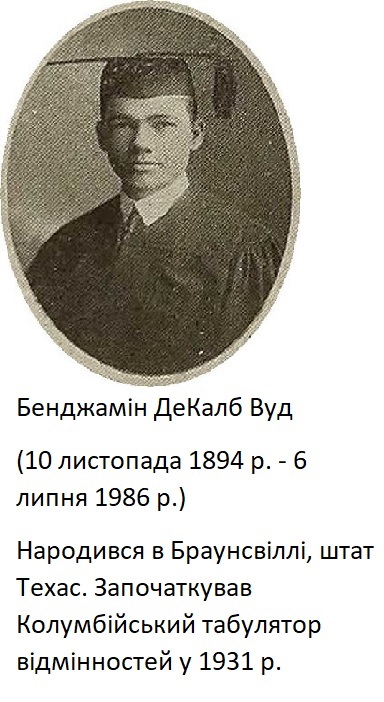 Бенджамін ДеКалб Вуд
(10 листопада 1894 р. - 6
липня 1986 р.)
Народився в Браунсвіллі, штат
Техас. Започаткував
Колумбійський табулятор
відмінностей у 1931 р.